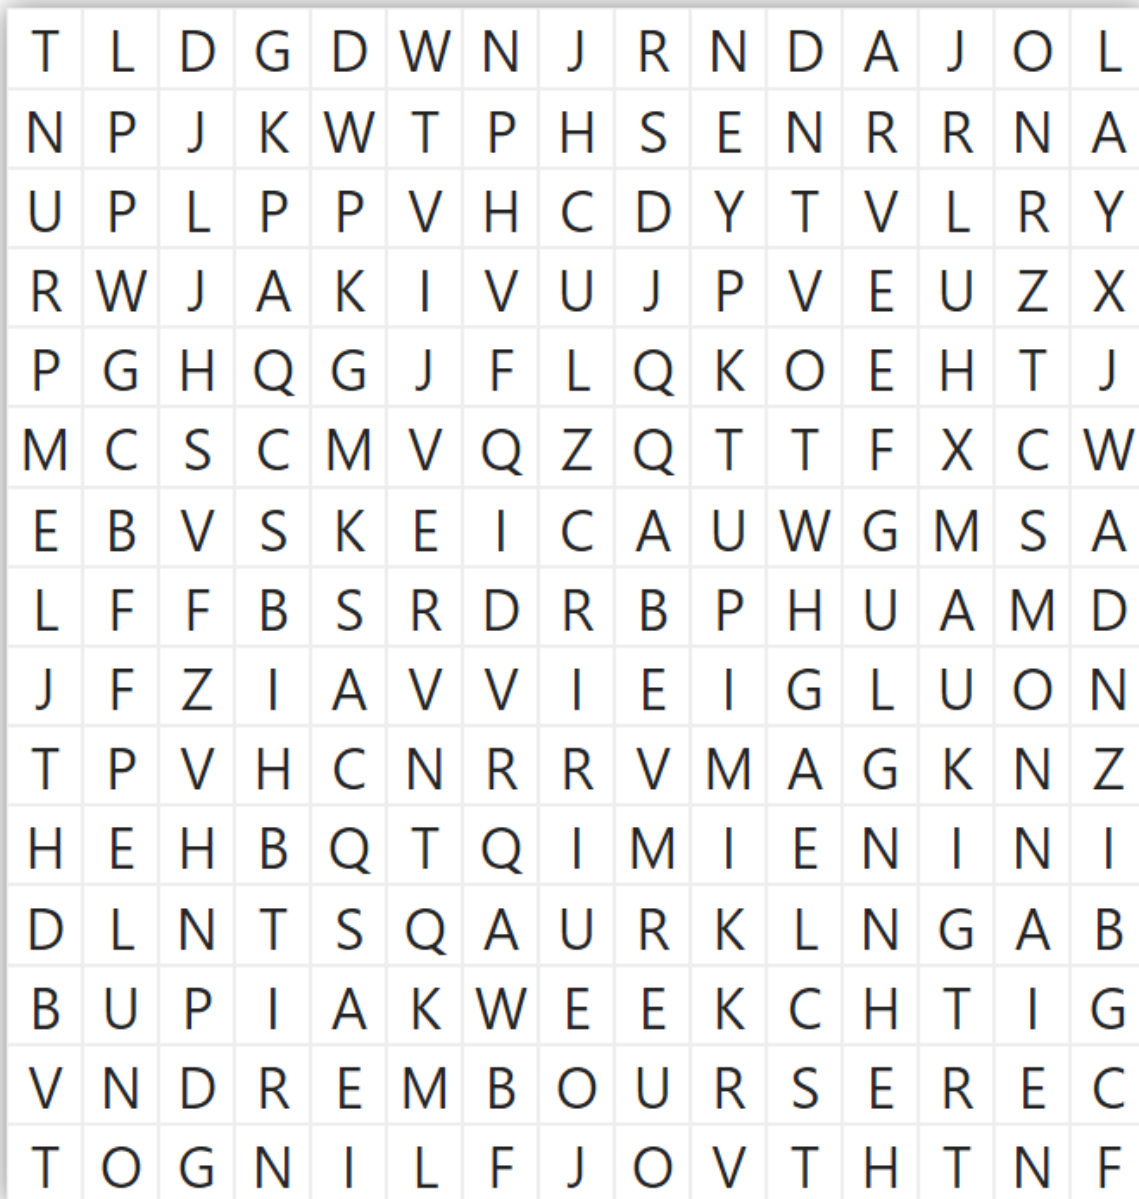 T L D G D W N J R N D A J O L
N P J K W T P H S E N R R N A
U P L P P V H C D Y T V L R Y
R W J A K I V U J P V E U Z X
P G H Q G J F L Q K O E H T J
M C S C M V Q Z Q T T F X C W
E B V S K E I C A U W G M S A
L F F B S R D R B P H U A M D
J F Z I A V V I E I G L U O N
T P V H C N R R V M A G K N Z
H E H B Q T Q I M I E N I N I
D L N T S Q A U R K L N G A B
B U P I A K W E E K C H T I G
V N D R E M B O U R S E R E C
T O G N I L F J O V T H T N F